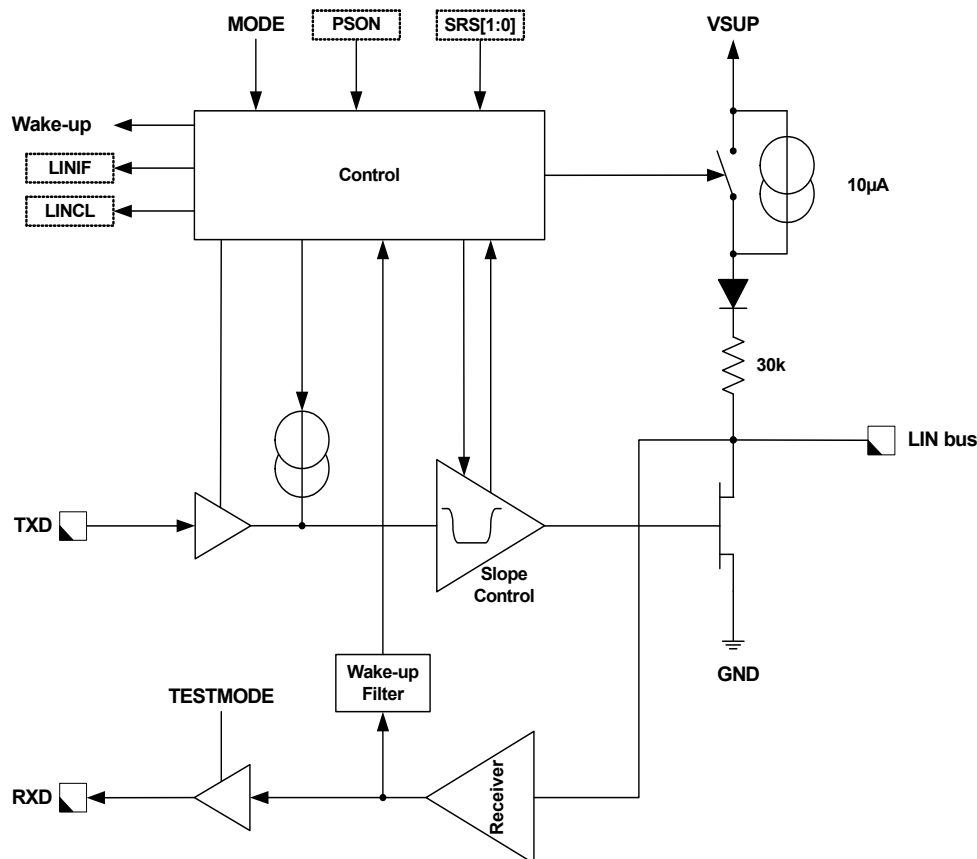 MODE
PSON
SRS[1:0]
VSUP
Wake-up
LINIF
LINCL
Control
10µA
30k
LIN bus
TXD
Slope
Control
GND
Wake-up
Filter
TESTMODE
RXD
Receiver